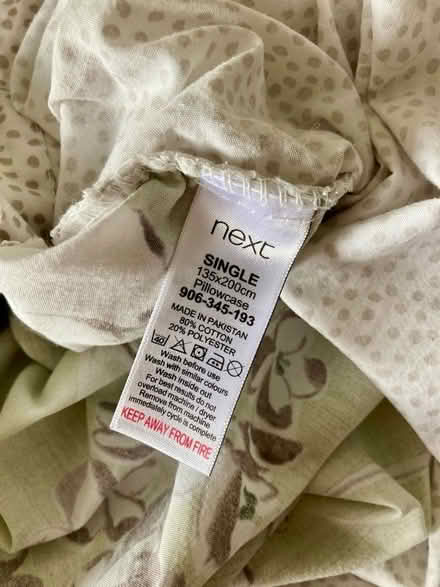 next
SINGLE
135x200cm
Pillowcase
906-345-193
MADE IN PAKISTAN
80% COTTON
20% POLYESTER
40
Wash before use
Wash with similar colours
Wash inside out
For best results do not
overload machine / dryer
Remove from machine
immediately cycle is complete
KEEP AWAY FROM FIRE